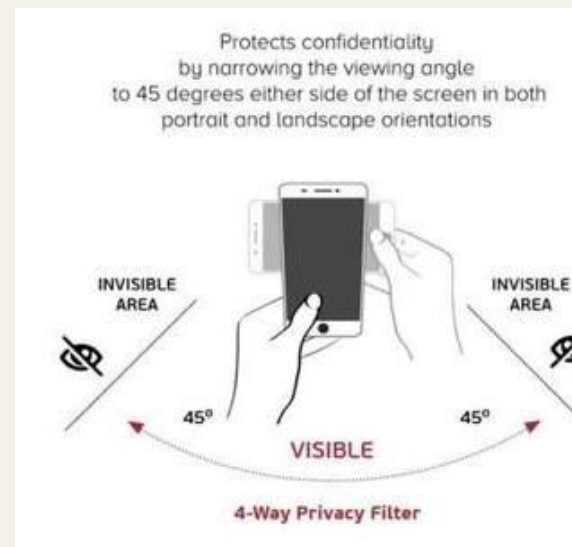 Protects confidentiality
by narrowing the viewing angle
to 45 degrees either side of the screen in both
portrait and landscape orientations
INVISIBLE
AREA
INVISIBLE
AREA
45°
45°
VISIBLE
4-Way Privacy Filter